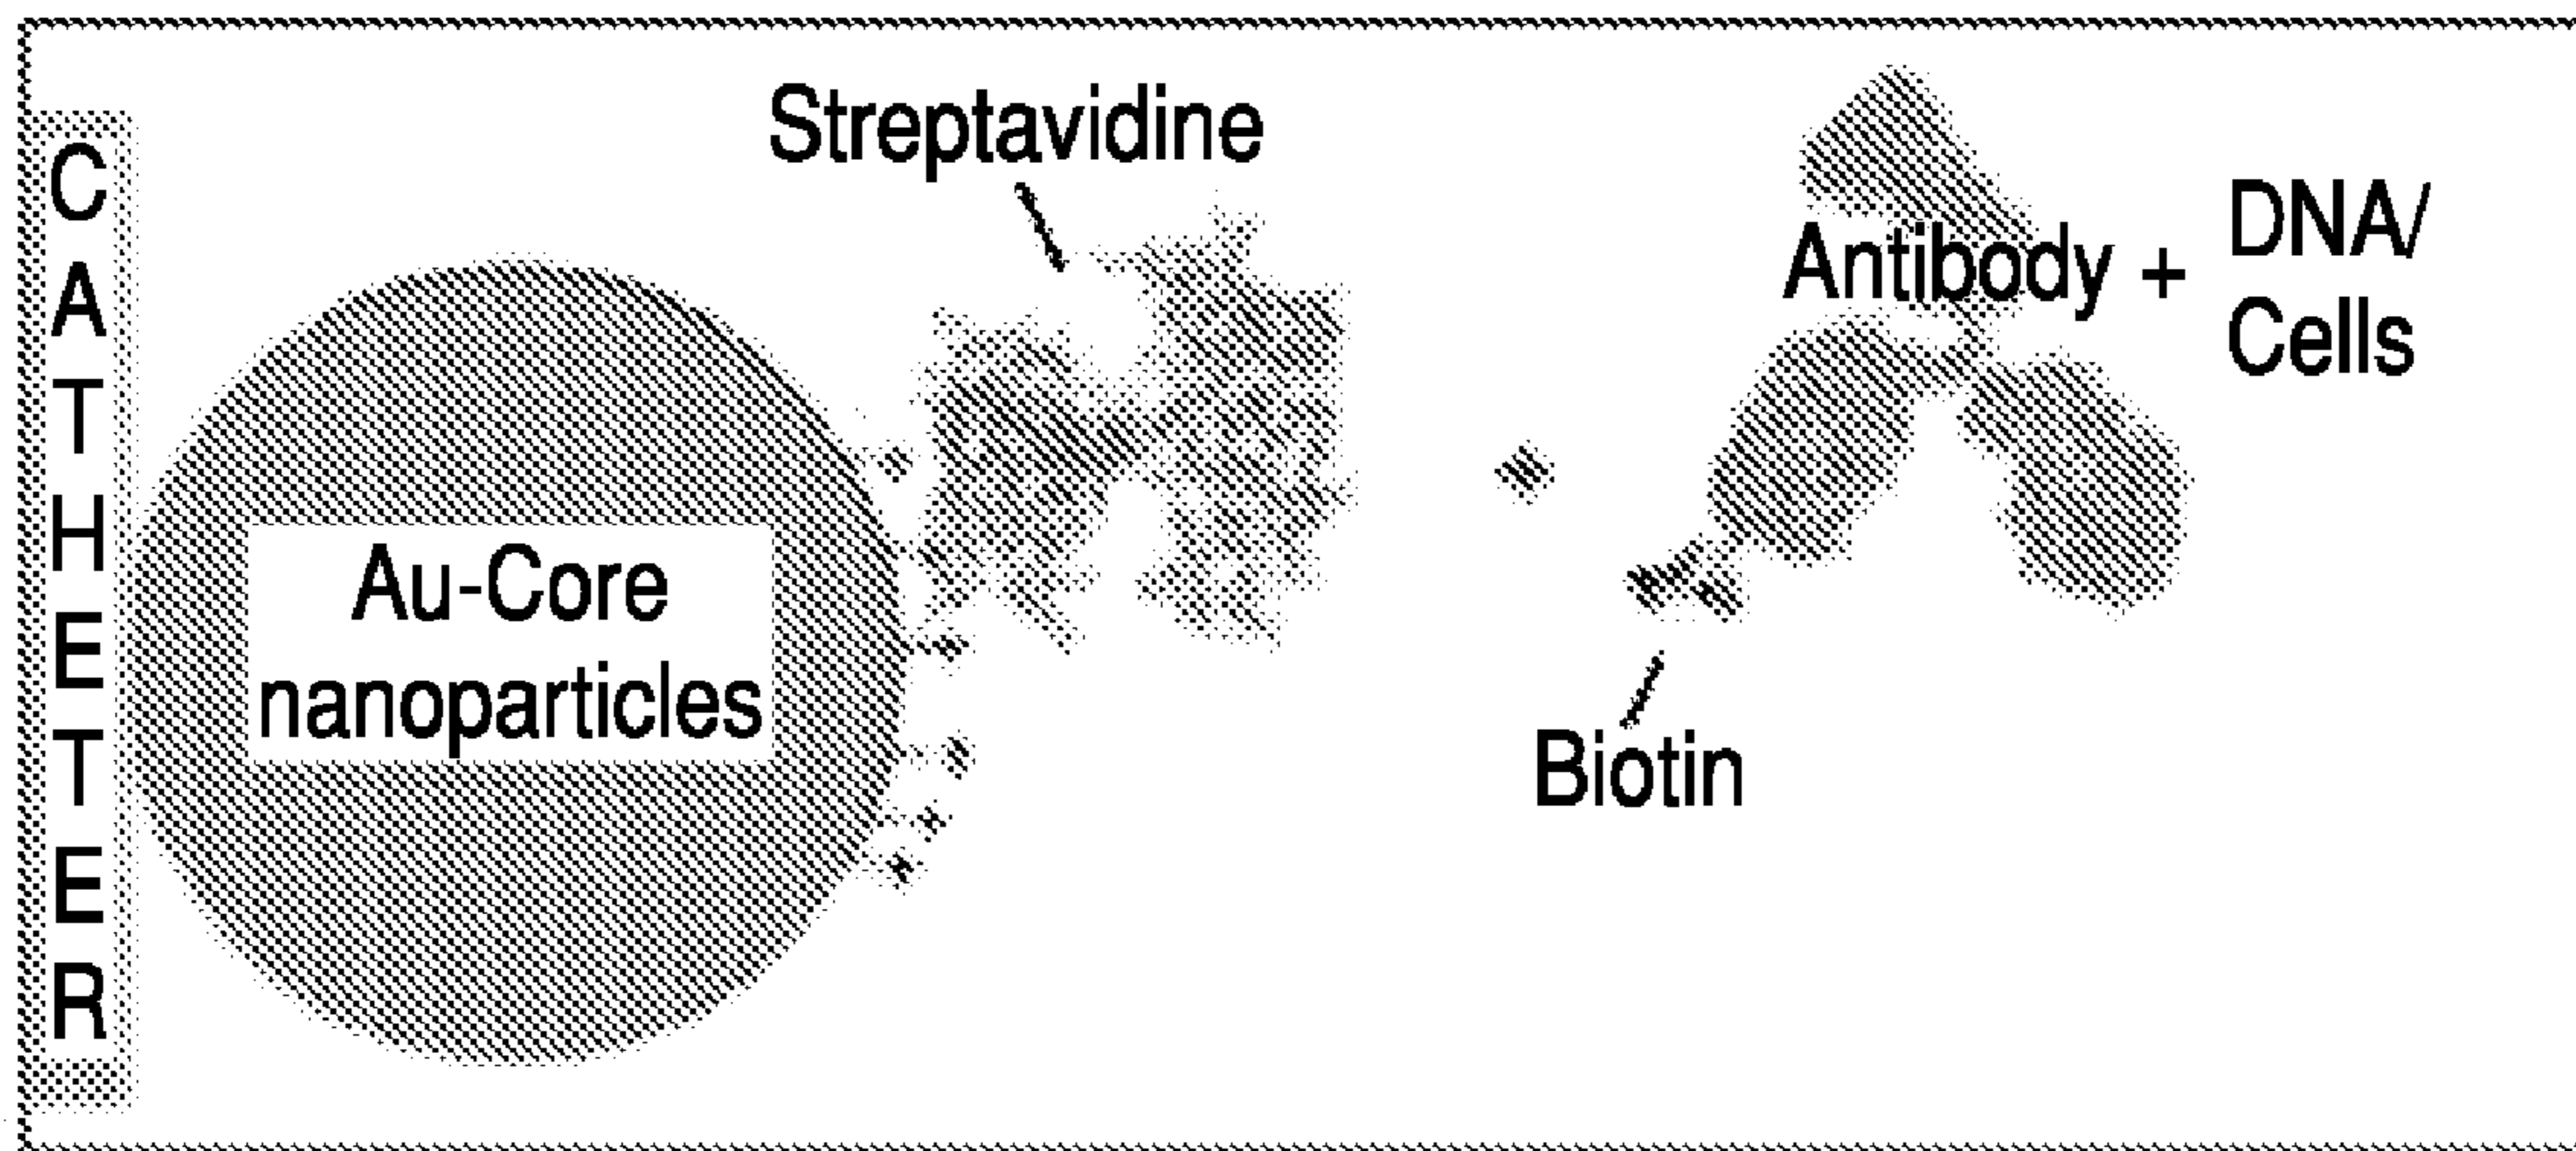 CATHETER
Streptavidine
Antibody + DNA/
Cells
Au-Core
nanoparticles
Biotin